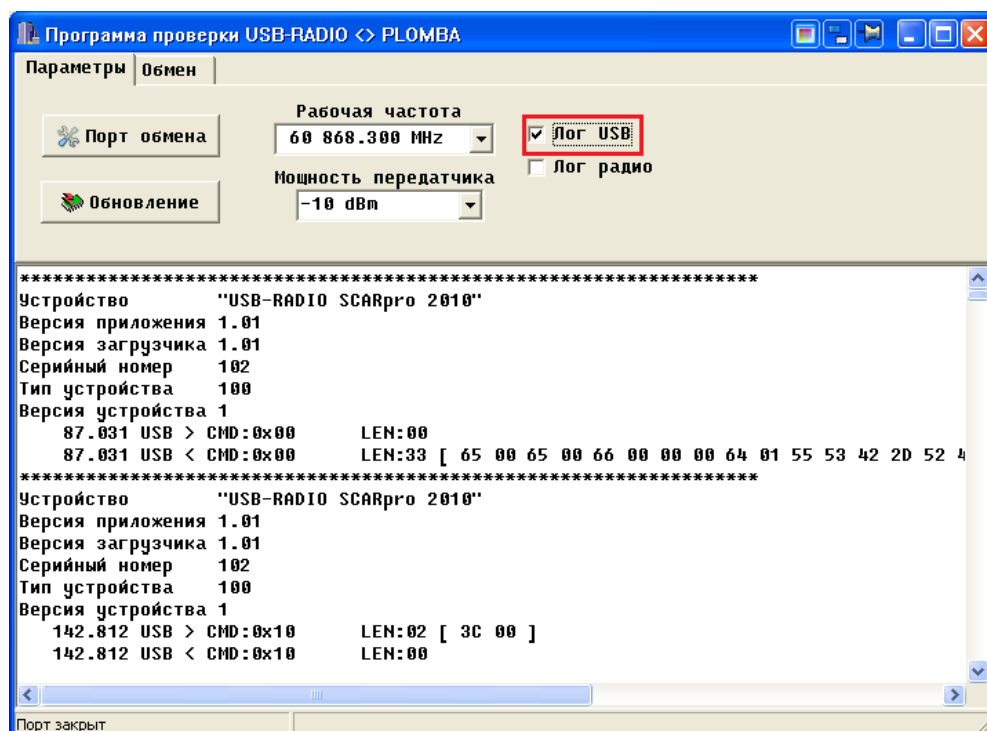 Программа проверки USB-RADIO <> PLOMBA
Параметры Обмен
Порт обмена
Рабочая частота
60 868.300 MHz
Лог USB
Лог радио
Обновление
Мощность передатчика
-10 dBm
*******************************************************************
Устройство "USB-RADIO SCARpro 2010"
Версия приложения 1.01
Версия загрузчика 1.01
Серийный номер 102
Тип устройства 100
Версия устройства 1
87.031 USB > CMD:0x00 LEN:00
87.031 USB < CMD:0x00 LEN:33 [ 65 00 65 00 66 00 00 00 64 01 55 53 42 2D 52 4
*******************************************************************
Устройство "USB-RADIO SCARpro 2010"
Версия приложения 1.01
Версия загрузчика 1.01
Серийный номер 102
Тип устройства 100
Версия устройства 1
142.812 USB > CMD:0x10 LEN:02 [ 3C 00 ]
142.812 USB < CMD:0x10 LEN:00
Порт закрыт